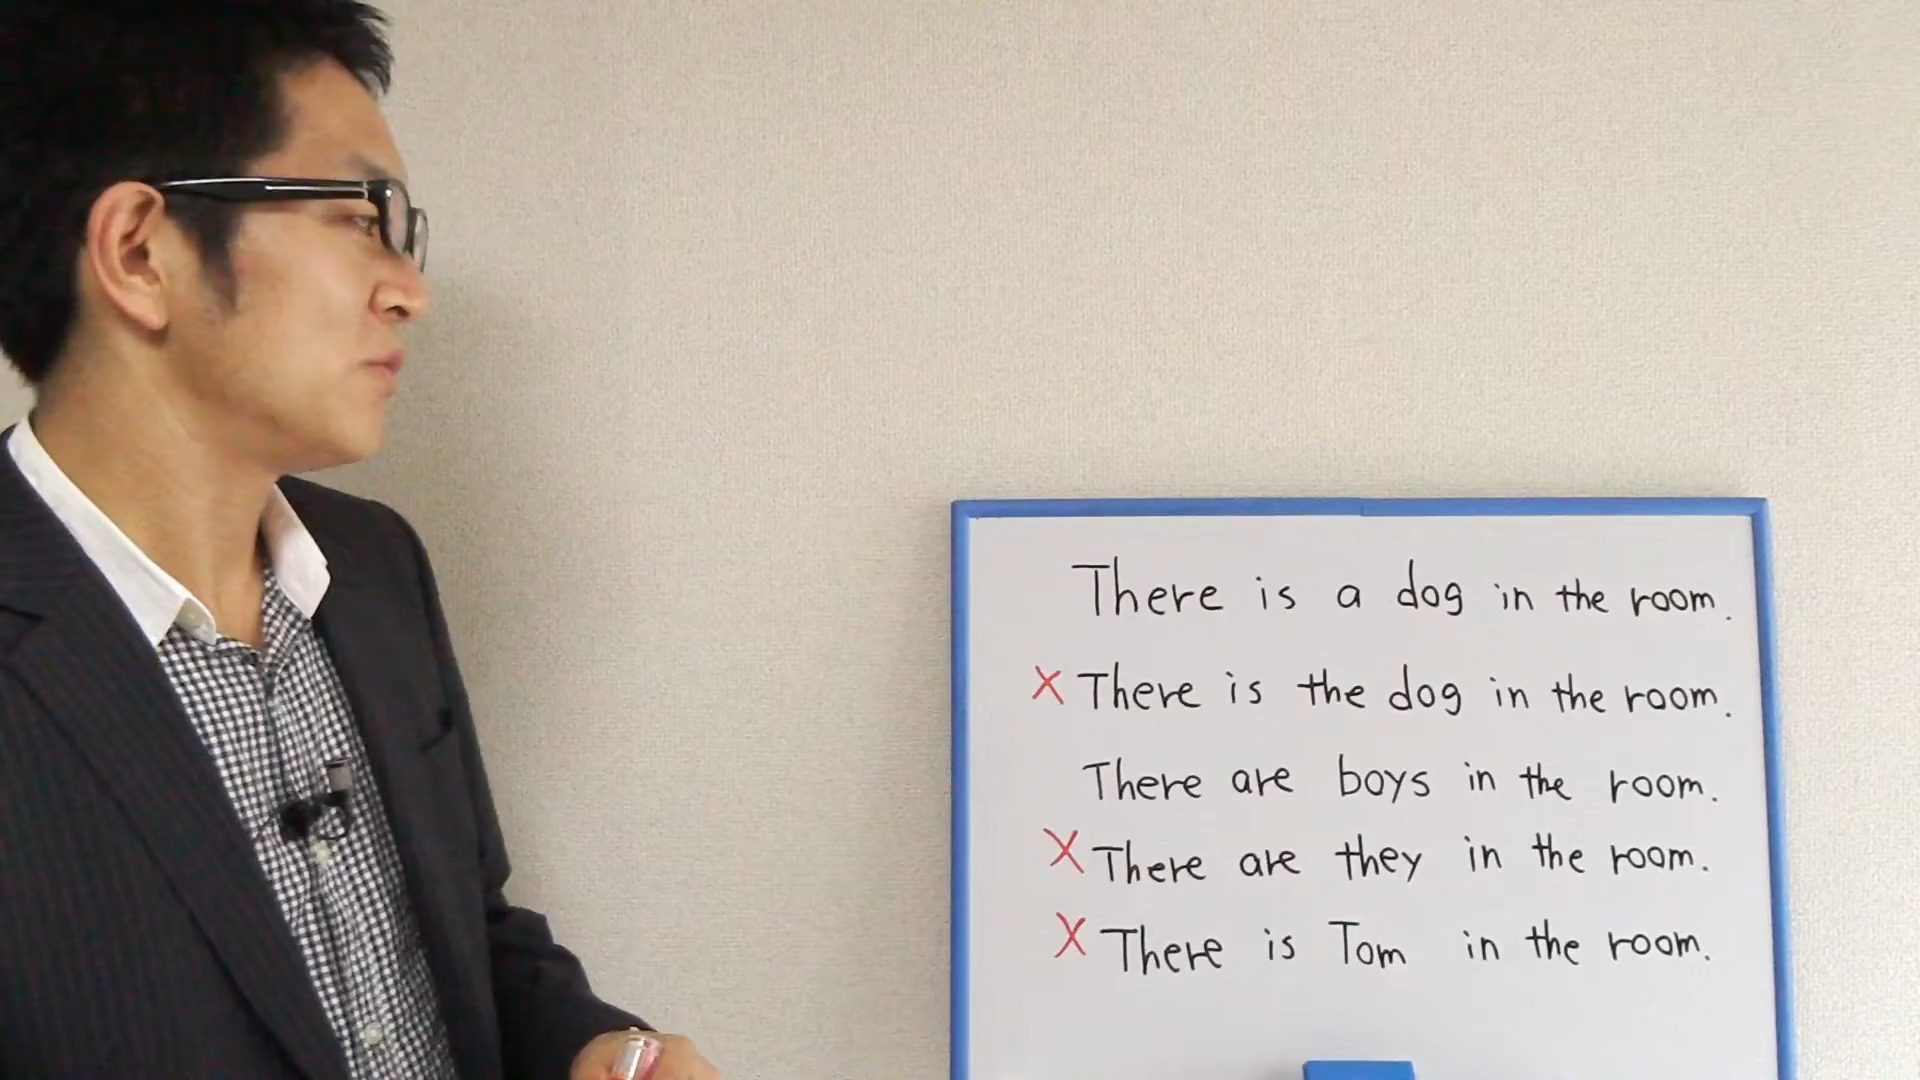 There is a dog in the room.
X There is the dog in the room.
There are boys in the room.
X There are they in the room.
X There is Tom in the room.